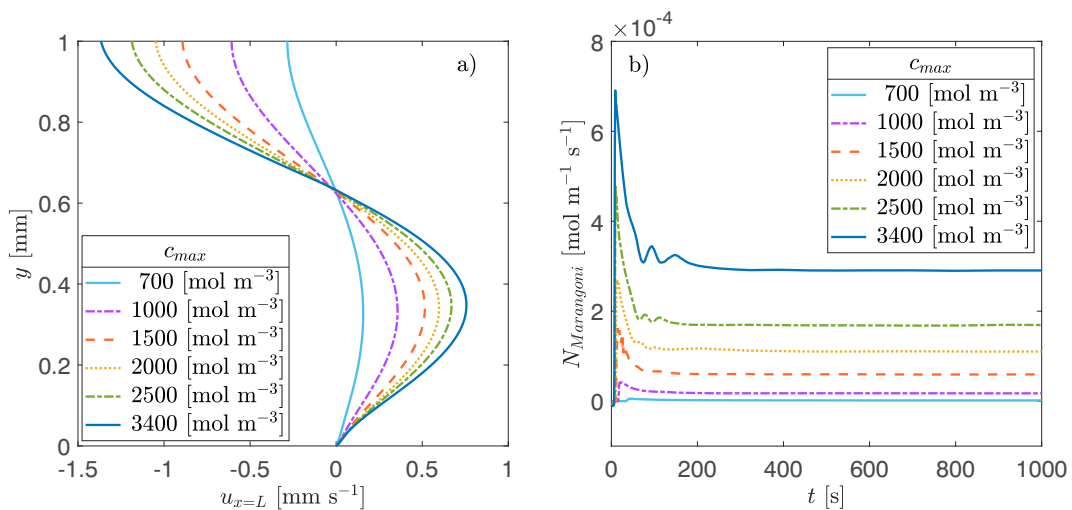 a)
1
0.8
0.6
0.4
0.2
0
y [mm]
c_max
700 [mol m⁻³]
1000 [mol m⁻³]
1500 [mol m⁻³]
2000 [mol m⁻³]
2500 [mol m⁻³]
3400 [mol m⁻³]
-1.5 -1 -0.5 0 0.5 1
u_{x=L} [mm s⁻¹]
×10⁻⁴
b)
8
6
4
2
0
N_{Marangoni} [mol m⁻¹ s⁻¹]
c_max
700 [mol m⁻³]
1000 [mol m⁻³]
1500 [mol m⁻³]
2000 [mol m⁻³]
2500 [mol m⁻³]
3400 [mol m⁻³]
0 200 400 600 800 1000
t [s]